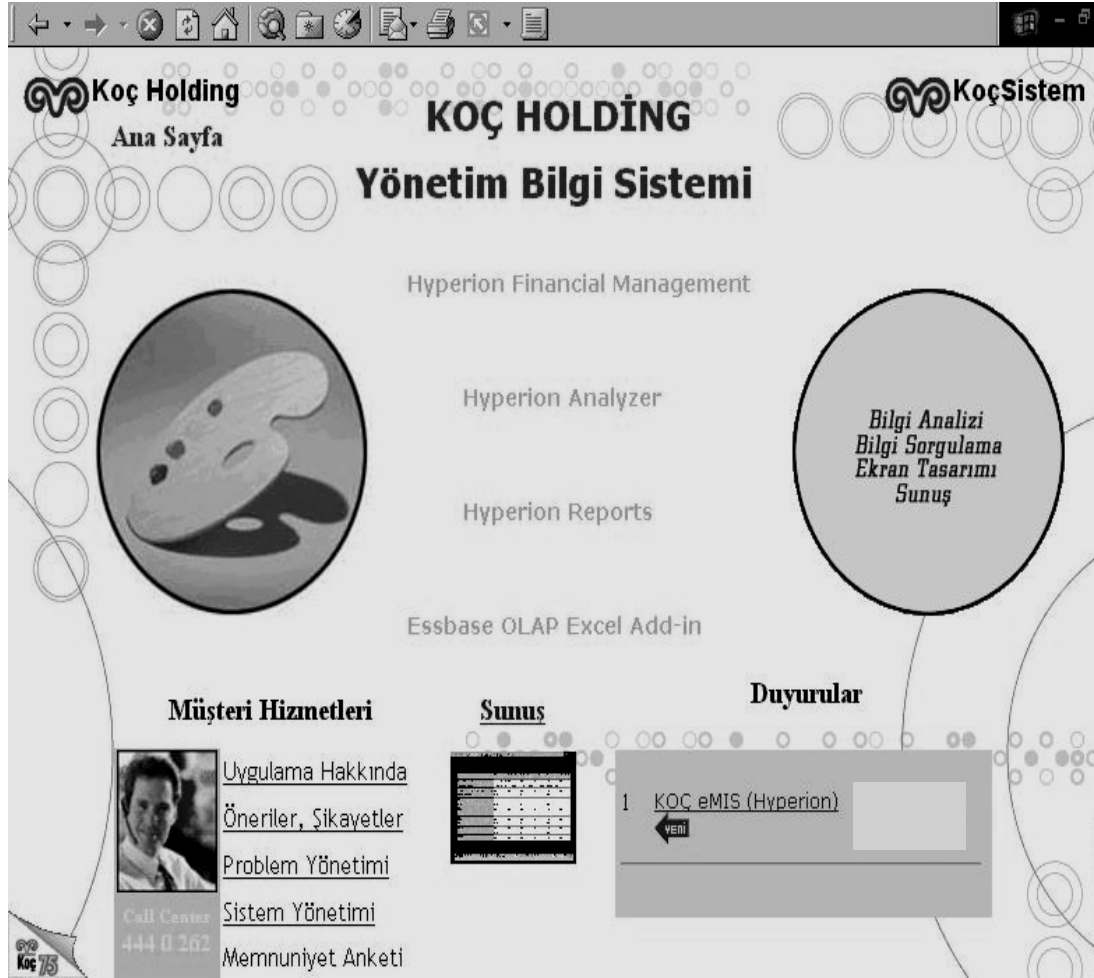 Koç Holding
KoçSistem
Ana Sayfa
KOÇ HOLDİNG
Yönetim Bilgi Sistemi
Hyperion Financial Management
Hyperion Analyzer
Hyperion Reports
Essbase OLAP Excel Add-in
Bilgi Analizi
Bilgi Sorgulama
Ekran Tasarımı
Sunuş
Müşteri Hizmetleri
Uygulama Hakkında
Öneriler, Şikayetler
Problem Yönetimi
Sistem Yönetimi
Memnuniyet Anketi
Call Center
444 0 262
Sunuş
Duyurular
1 KOÇ eMIS (Hyperion)
YENİ
Koç 75